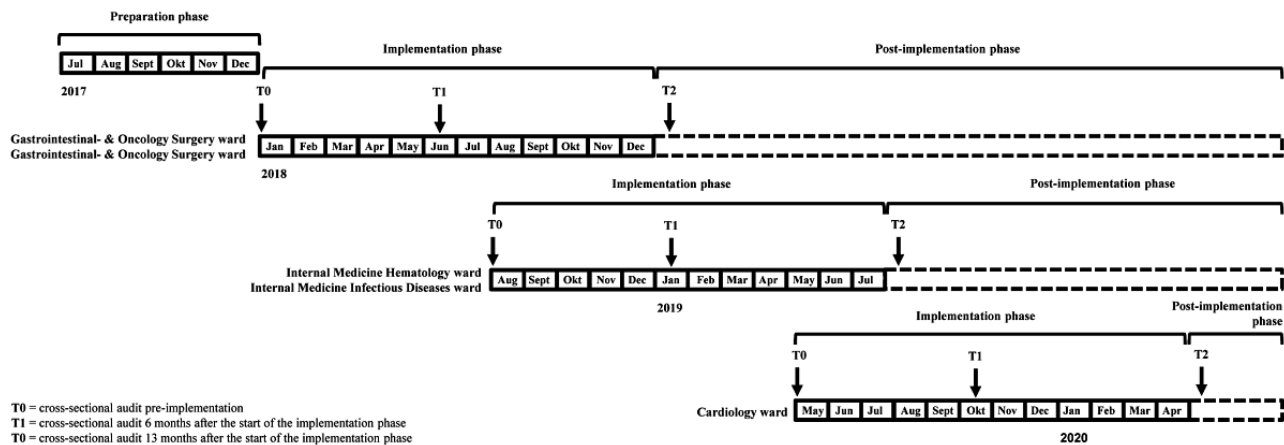 Preparation phase
Jul Aug Sept Okt Nov Dec
2017
Implementation phase
Post-implementation phase
T0 T1 T2
Gastrointestinal- & Oncology Surgery ward
Gastrointestinal- & Oncology Surgery ward
Jan Feb Mar Apr May Jun Jul Aug Sept Okt Nov Dec
2018
Implementation phase
Post-implementation phase
T0 T1 T2
Internal Medicine Hematology ward
Internal Medicine Infectious Diseases ward
Aug Sept Okt Nov Dec Jan Feb Mar Apr May Jun Jul
2019
Implementation phase
Post-implementation
phase
T0 T1 T2
Cardiology ward
May Jun Jul Aug Sept Okt Nov Dec Jan Feb Mar Apr
2020
T0 = cross-sectional audit pre-implementation
T1 = cross-sectional audit 6 months after the start of the implementation phase
T0 = cross-sectional audit 13 months after the start of the implementation phase